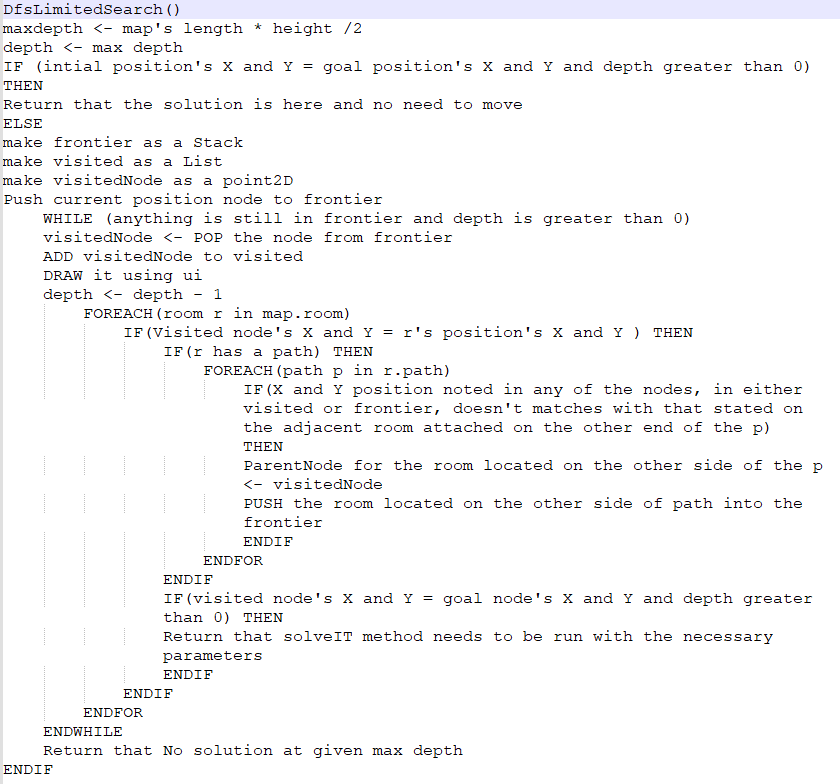 DfsLimitedSearch()
maxdepth <- map's length * height /2
depth <- max depth
IF (intial position's X and Y = goal position's X and Y and depth greater than 0)
THEN
Return that the solution is here and no need to move
ELSE
make frontier as a Stack
make visited as a List
make visitedNode as a point2D
Push current position node to frontier
WHILE (anything is still in frontier and depth is greater than 0)
visitedNode <- POP the node from frontier
ADD visitedNode to visited
DRAW it using ui
depth <- depth - 1
FOREACH(room r in map.room)
IF(Visited node's X and Y = r's position's X and Y ) THEN
IF(r has a path) THEN
FOREACH(path p in r.path)
IF(X and Y position noted in any of the nodes, in either
visited or frontier, doesn't matches with that stated on
the adjacent room attached on the other end of the p)
THEN
ParentNode for the room located on the other side of the p
<- visitedNode
PUSH the room located on the other side of path into the
frontier
ENDIF
ENDFOR
ENDIF
IF(visited node's X and Y = goal node's X and Y and depth greater
than 0) THEN
Return that solveIT method needs to be run with the necessary
parameters
ENDIF
ENDIF
ENDFOR
ENDWHILE
Return that No solution at given max depth
ENDIF